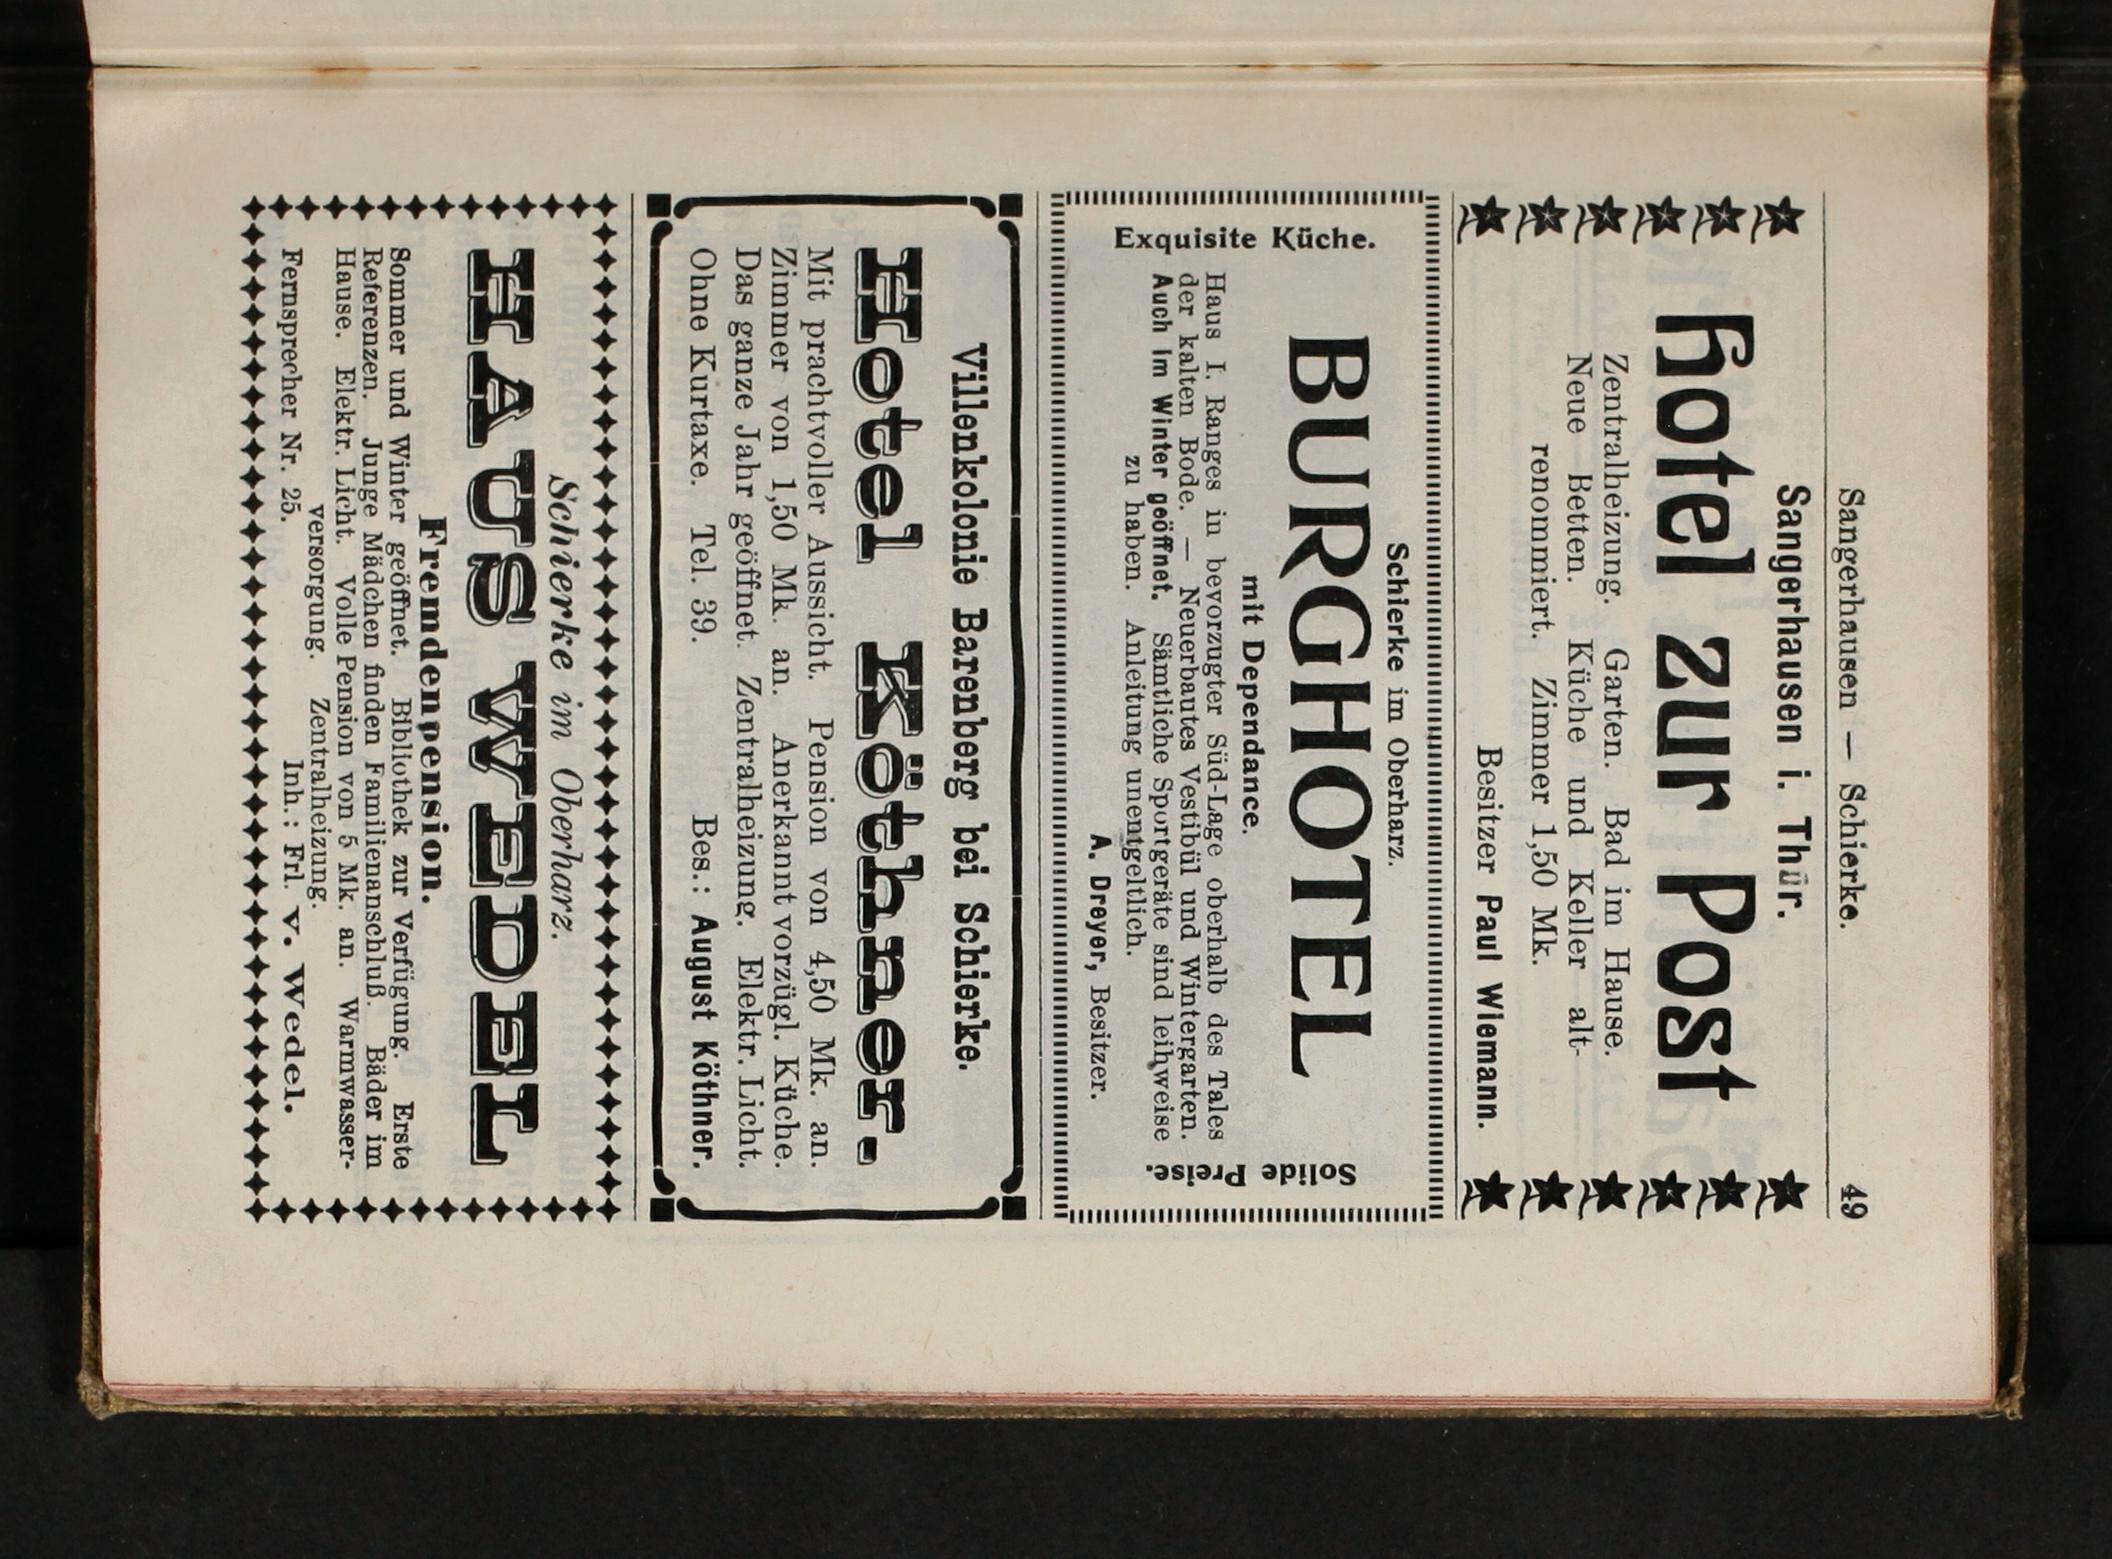 Sangerhausen — Schierke.
49
Sangerhausen i. Thür.
Hotel zur Post
Zentralheizung. Garten. Bad im Hause.
Neue Betten. Küche und Keller alt-
renommiert. Zimmer 1,50 Mk.
Besitzer Paul Wiemann.
Schierke im Oberharz.
BURGHOTEL
mit Dependance.
Exquisite Küche.
Haus I. Ranges in bevorzugter Süd-Lage oberhalb des Tales
der kalten Bode. — Neuerbautes Vestibül und Wintergarten.
Auch im Winter geöffnet. Sämtliche Sportgeräte sind leihweise
zu haben. Anleitung unentgeltlich.
A. Dreyer, Besitzer.
Solide Preise.
Villenkolonie Barenberg bei Schierke.
Hotel Köthner.
Mit prachtvoller Aussicht. Pension von 4,50 Mk. an.
Zimmer von 1,50 Mk. an. Anerkannt vorzügl. Küche.
Das ganze Jahr geöffnet. Zentralheizung. Elektr. Licht.
Ohne Kurtaxe. Tel. 39. Bes.: August Köthner.
Schierke im Oberharz.
HAUS WEDEL
Fremdenpension.
Sommer und Winter geöffnet. Bibliothek zur Verfügung. Erste
Referenzen. Junge Mädchen finden Familienanschluß. Bäder im
Hause. Elektr. Licht. Volle Pension von 5 Mk. an. Warmwasser-
versorgung. Zentralheizung.
Fernsprecher Nr. 25. Inh.: Frl. v. Wedel.